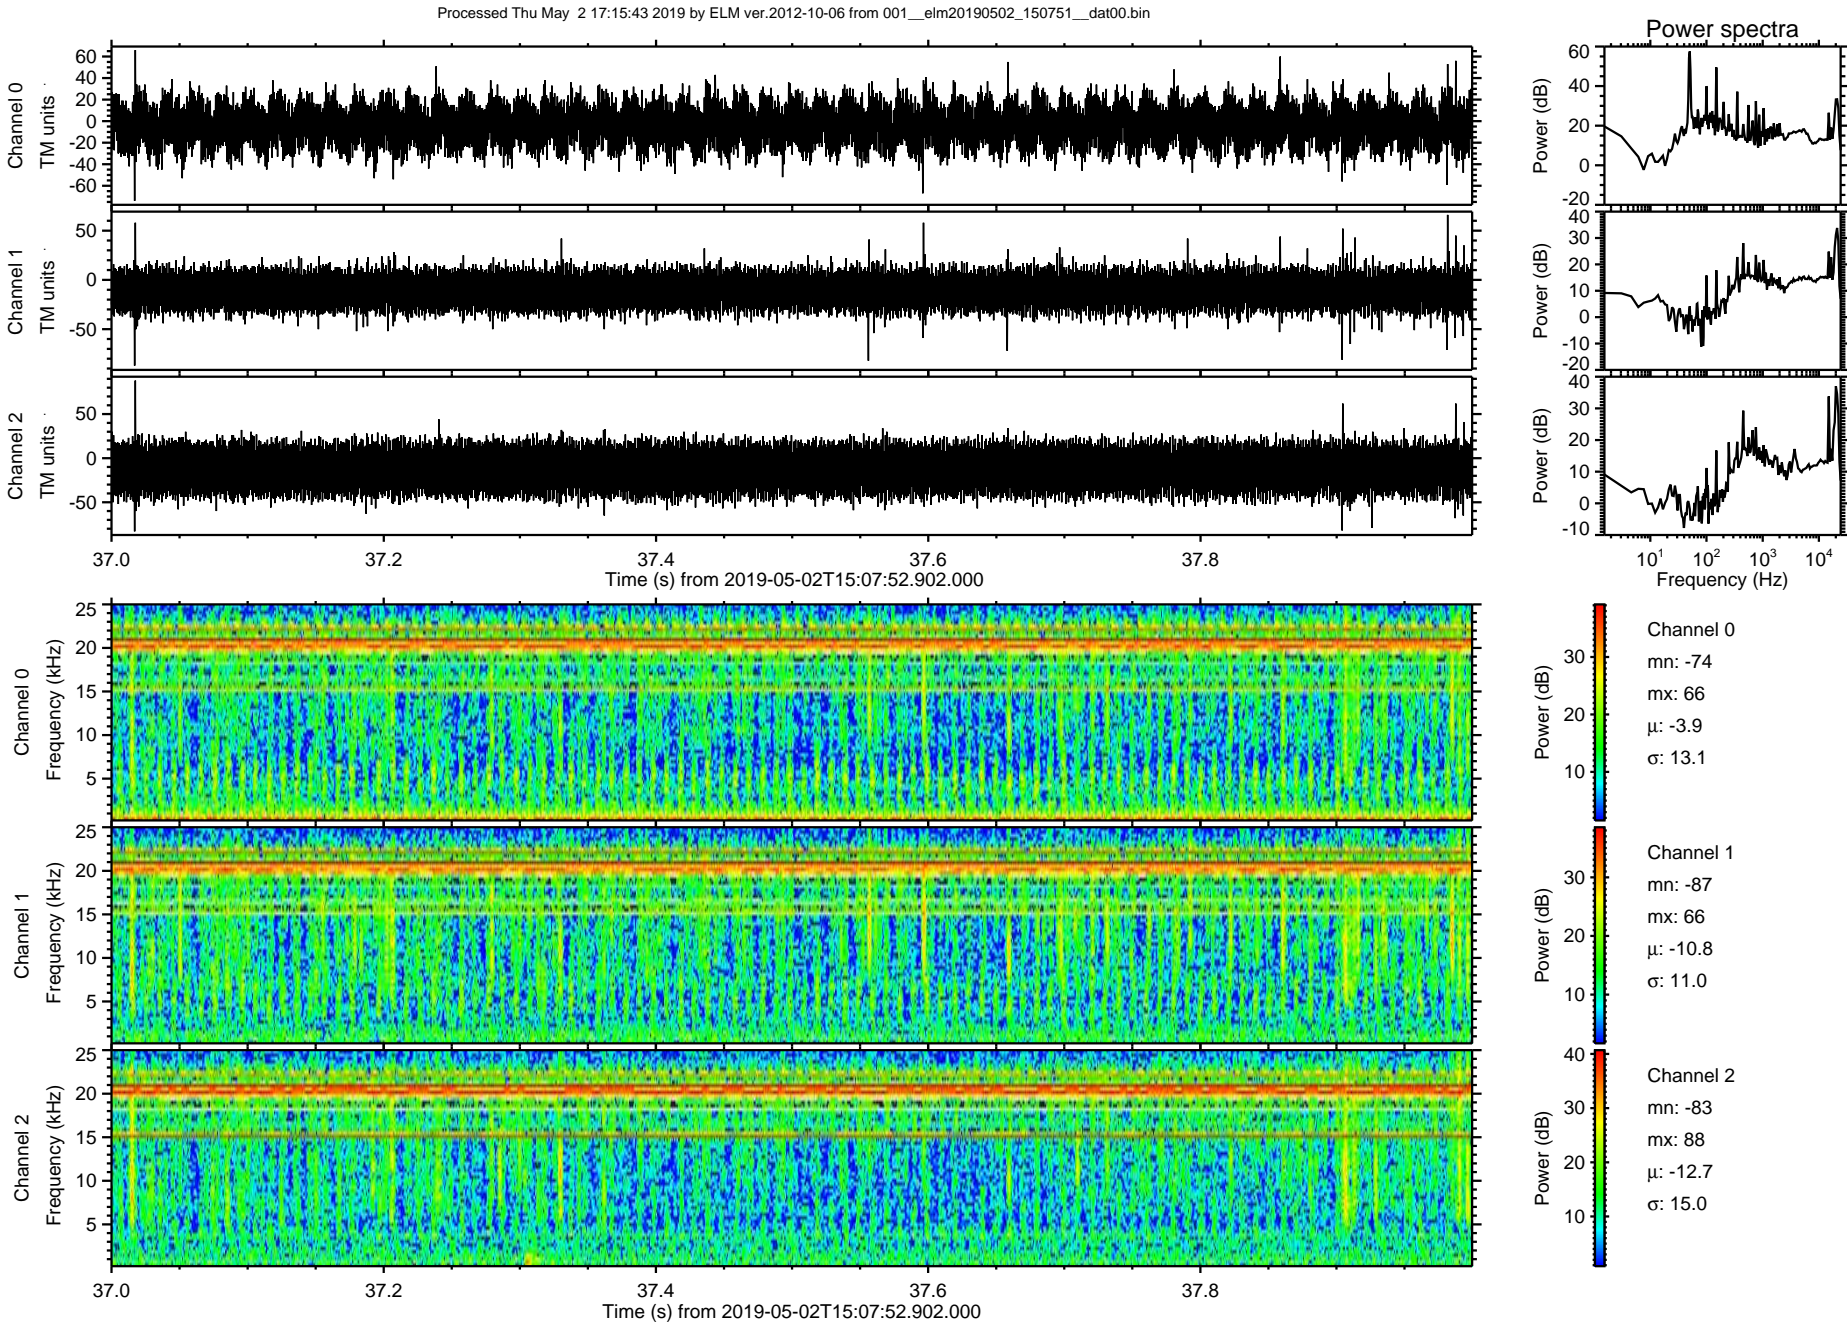 Processed Thu May  2 17:15:43 2019 by ELM ver.2012-10-06 from 001__elm20190502_150751__dat00.bin
Power spectra
Channel 0
TM units
60
40
20
0
-20
-40
-60
Power (dB)
60
40
20
0
-20
Channel 1
TM units
50
0
-50
Power (dB)
40
30
20
10
0
-10
-20
Channel 2
TM units
50
0
-50
Power (dB)
40
30
20
10
0
-10
37.0 37.2 37.4 37.6 37.8
Time (s) from 2019-05-02T15:07:52.902.000
10^1 10^2 10^3 10^4
Frequency (Hz)
Channel 0
Frequency (kHz)
25
20
15
10
5
Power (dB)
30
20
10
Channel 0
mn: -74
mx: 66
µ: -3.9
σ: 13.1
Channel 1
Frequency (kHz)
25
20
15
10
5
Power (dB)
30
20
10
Channel 1
mn: -87
mx: 66
µ: -10.8
σ: 11.0
Channel 2
Frequency (kHz)
25
20
15
10
5
Power (dB)
40
30
20
10
Channel 2
mn: -83
mx: 88
µ: -12.7
σ: 15.0
37.0 37.2 37.4 37.6 37.8
Time (s) from 2019-05-02T15:07:52.902.000